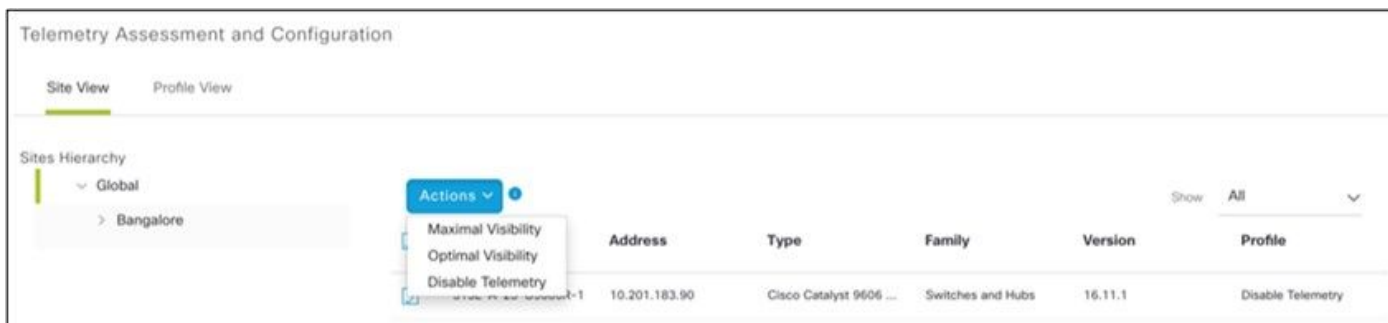 Telemetry Assessment and Configuration
Site View Profile View
Sites Hierarchy
Global
Bangalore
Actions
Show All
Maximal Visibility
Optimal Visibility
Disable Telemetry
Address Type Family Version Profile
10.201.183.90 Cisco Catalyst 9606 ... Switches and Hubs 16.11.1 Disable Telemetry